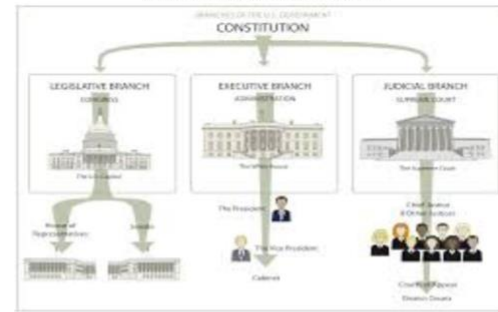 BRANCHES OF THE U.S. GOVERNMENT
CONSTITUTION
LEGISLATIVE BRANCH
CONGRESS
The U.S. Capitol
House of
Representatives
Senate
EXECUTIVE BRANCH
ADMINISTRATION
The White House
The President
The Vice President
Cabinet
JUDICIAL BRANCH
SUPREME COURT
The Supreme Court
Chief Justice
8 Other Justices
Courts of Appeal
District Courts